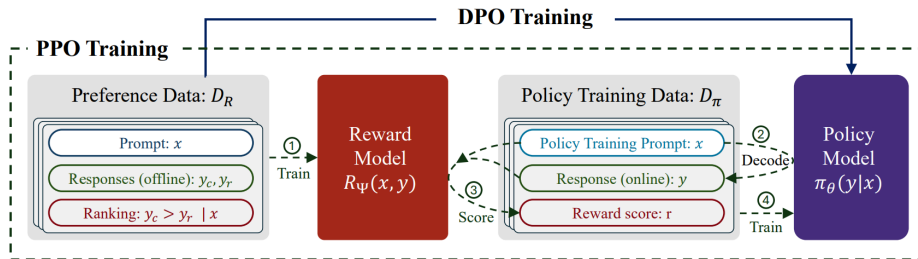 DPO Training
PPO Training
Preference Data: D_R
Prompt: x
Responses (offline): y_c, y_r
Ranking: y_c > y_r | x
① Train
Reward
Model
R_Ψ(x, y)
③ Score
Policy Training Data: D_π
Policy Training Prompt: x
Response (online): y
Reward score: r
② Decode
④ Train
Policy
Model
π_θ(y|x)